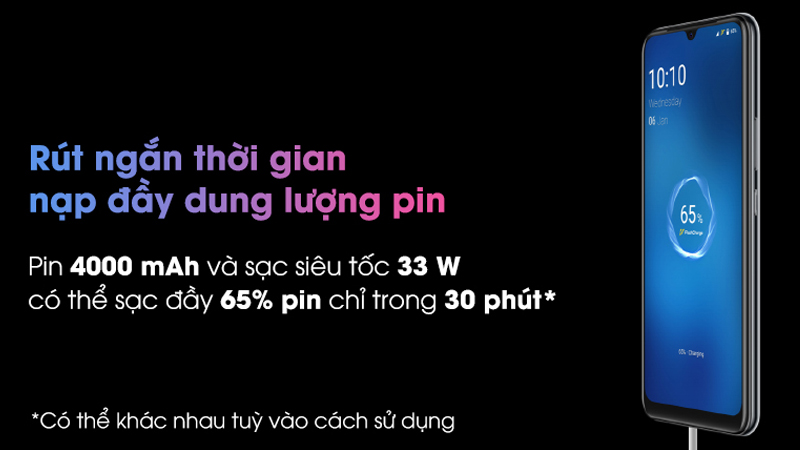 Rút ngắn thời gian
nạp đầy dung lượng pin
Pin 4000 mAh và sạc siêu tốc 33 W
có thể sạc đầy 65% pin chỉ trong 30 phút*
*Có thể khác nhau tuỳ vào cách sử dụng
10:10
Wednesday
06 Jan
65%
FlashCharge
65% · Charging